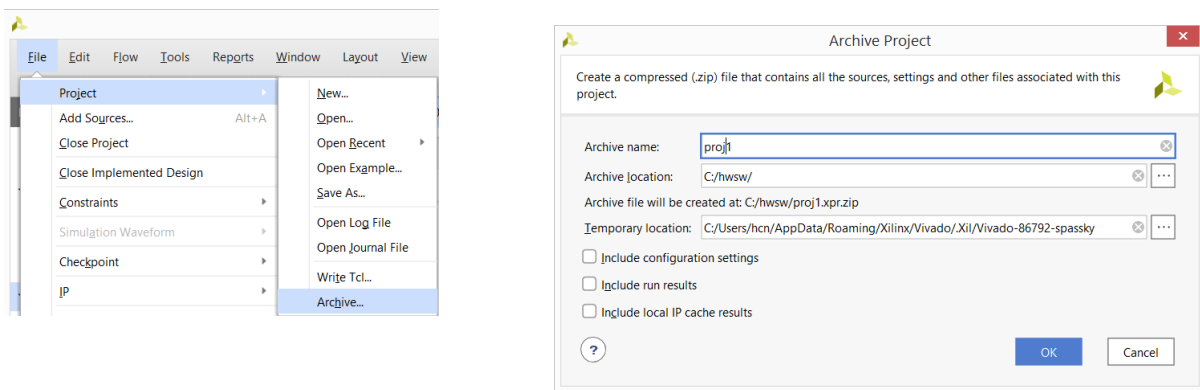 File Edit Flow Tools Reports Window Layout View
Project
Add Sources... Alt+A
Close Project
Close Implemented Design
Constraints
Simulation Waveform
Checkpoint
IP
New...
Open...
Open Recent
Open Example...
Save As...
Open Log File
Open Journal File
Write Tcl...
Archive...
Archive Project
Create a compressed (.zip) file that contains all the sources, settings and other files associated with this
project.
Archive name: proj1
Archive location: C:/hwsw/
Archive file will be created at: C:/hwsw/proj1.xpr.zip
Temporary location: C:/Users/hcn/AppData/Roaming/Xilinx/Vivado/.Xil/Vivado-86792-spassky
Include configuration settings
Include run results
Include local IP cache results
? OK Cancel